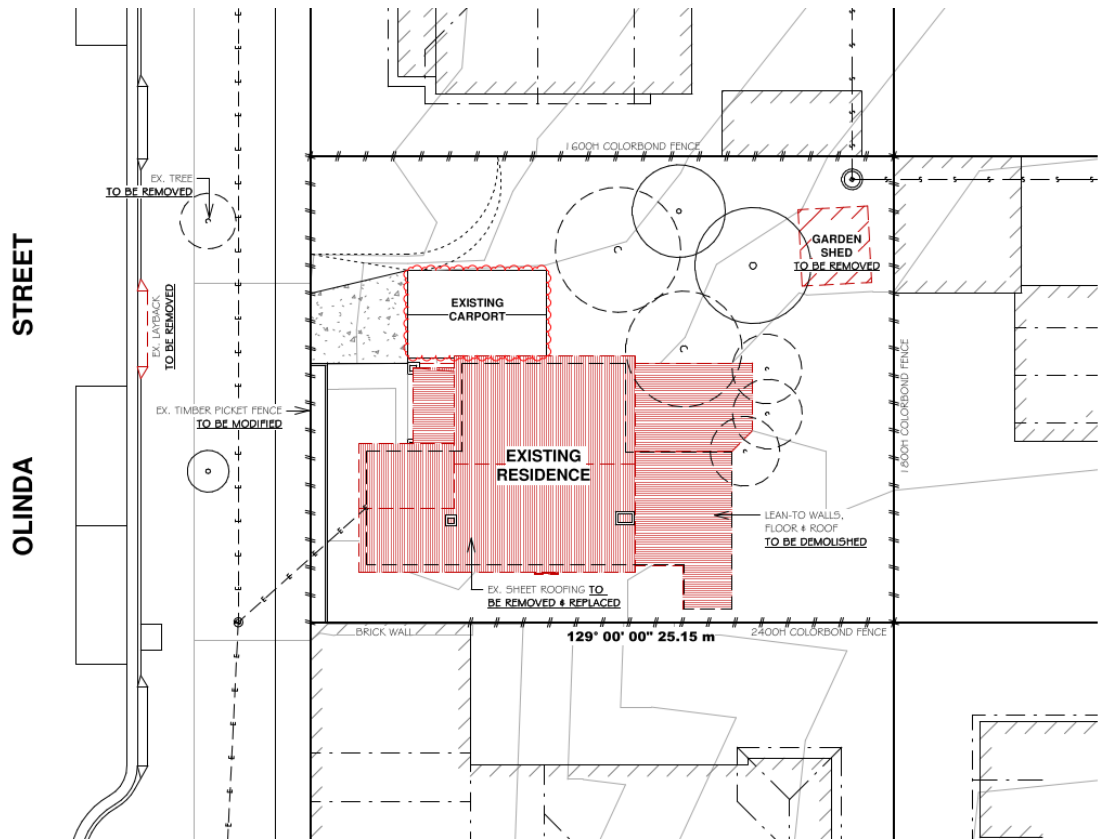 1600H COLORBOND FENCE
EX. TREE
TO BE REMOVED
GARDEN
SHED
TO BE REMOVED
STREET
EX. LAYBACK
TO BE REMOVED
EXISTING
CARPORT
1800H COLORBOND FENCE
EX. TIMBER PICKET FENCE
TO BE MODIFIED
EXISTING
RESIDENCE
OLINDA
LEAN-TO WALLS,
FLOOR & ROOF
TO BE DEMOLISHED
EX. SHEET ROOFING TO
BE REMOVED & REPLACED
BRICK WALL
129° 00' 00" 25.15 m
2400H COLORBOND FENCE